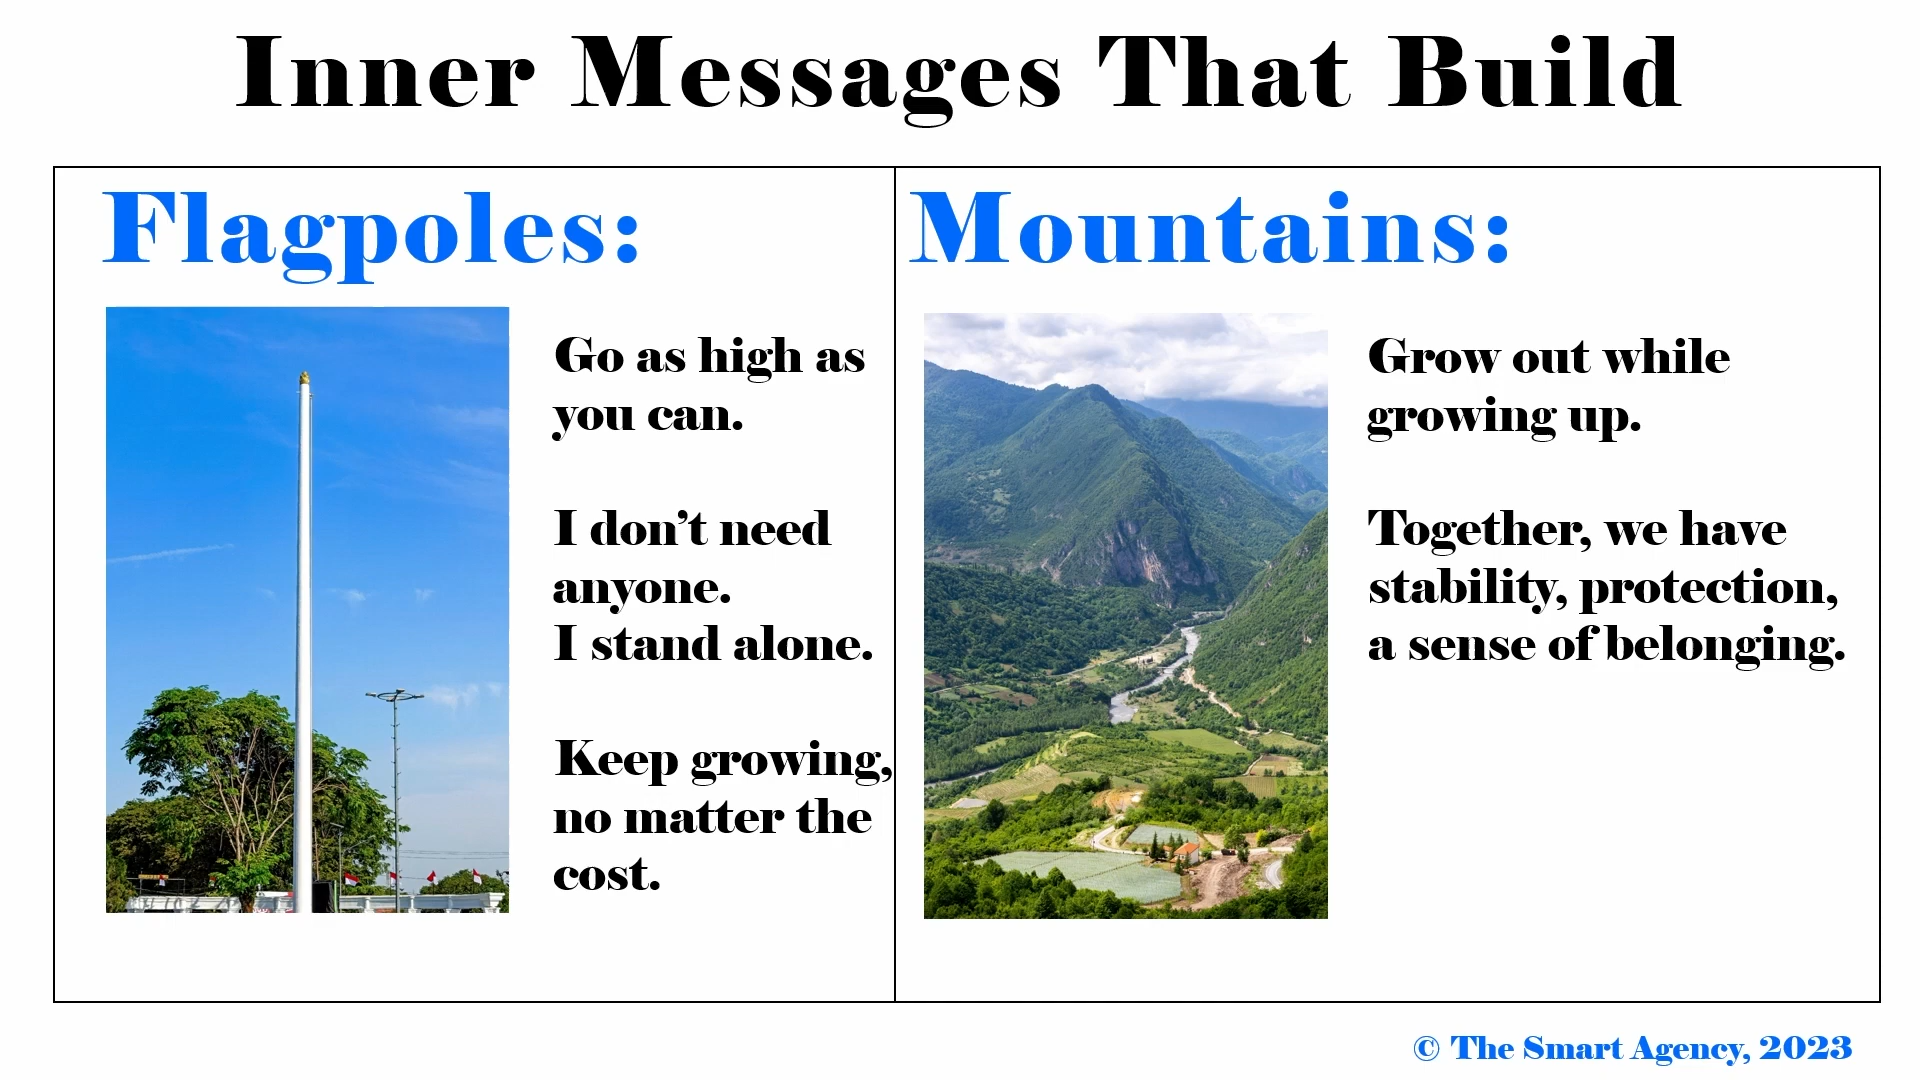 Inner Messages That Build
Flagpoles:
Go as high as
you can.
I don’t need
anyone.
I stand alone.
Keep growing,
no matter the
cost.
Mountains:
Grow out while
growing up.
Together, we have
stability, protection,
a sense of belonging.
© The Smart Agency, 2023